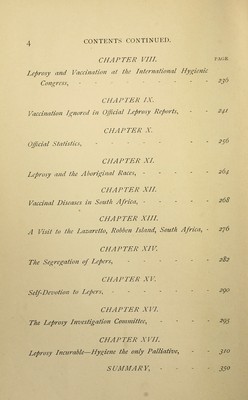 4 CONTENTS CONTINUED.
CHAPTER VIII. PAGE
Leprosy and Vaccination at the International Hygienic
Congress, - - - - - - 236
CHAPTER IX.
Vaccination Ignored in Official Leprosy Reports, - - 241
CHAPTER X.
Official Statistics, - - - - - - 256
CHAPTER XI.
Leprosy and the Aboriginal Races, - - - - 264
CHAPTER XII.
Vaccinal Diseases in South Africa, - - - - 268
CHAPTER XIII.
A Visit to the Lazaretto, Robben Island, South Africa, - 276
CHAPTER XIV.
The Segregation of Lepers, - - - - - 282
CHAPTER XV.
Self-Devotion to Lepers, - - - - - 290
CHAPTER XVI.
The Leprosy Investigation Committee, - - - - 295
CHAPTER XVII.
Leprosy Incurable—Hygiene the only Palliative, - - 310
SUMMARY, - - - 350